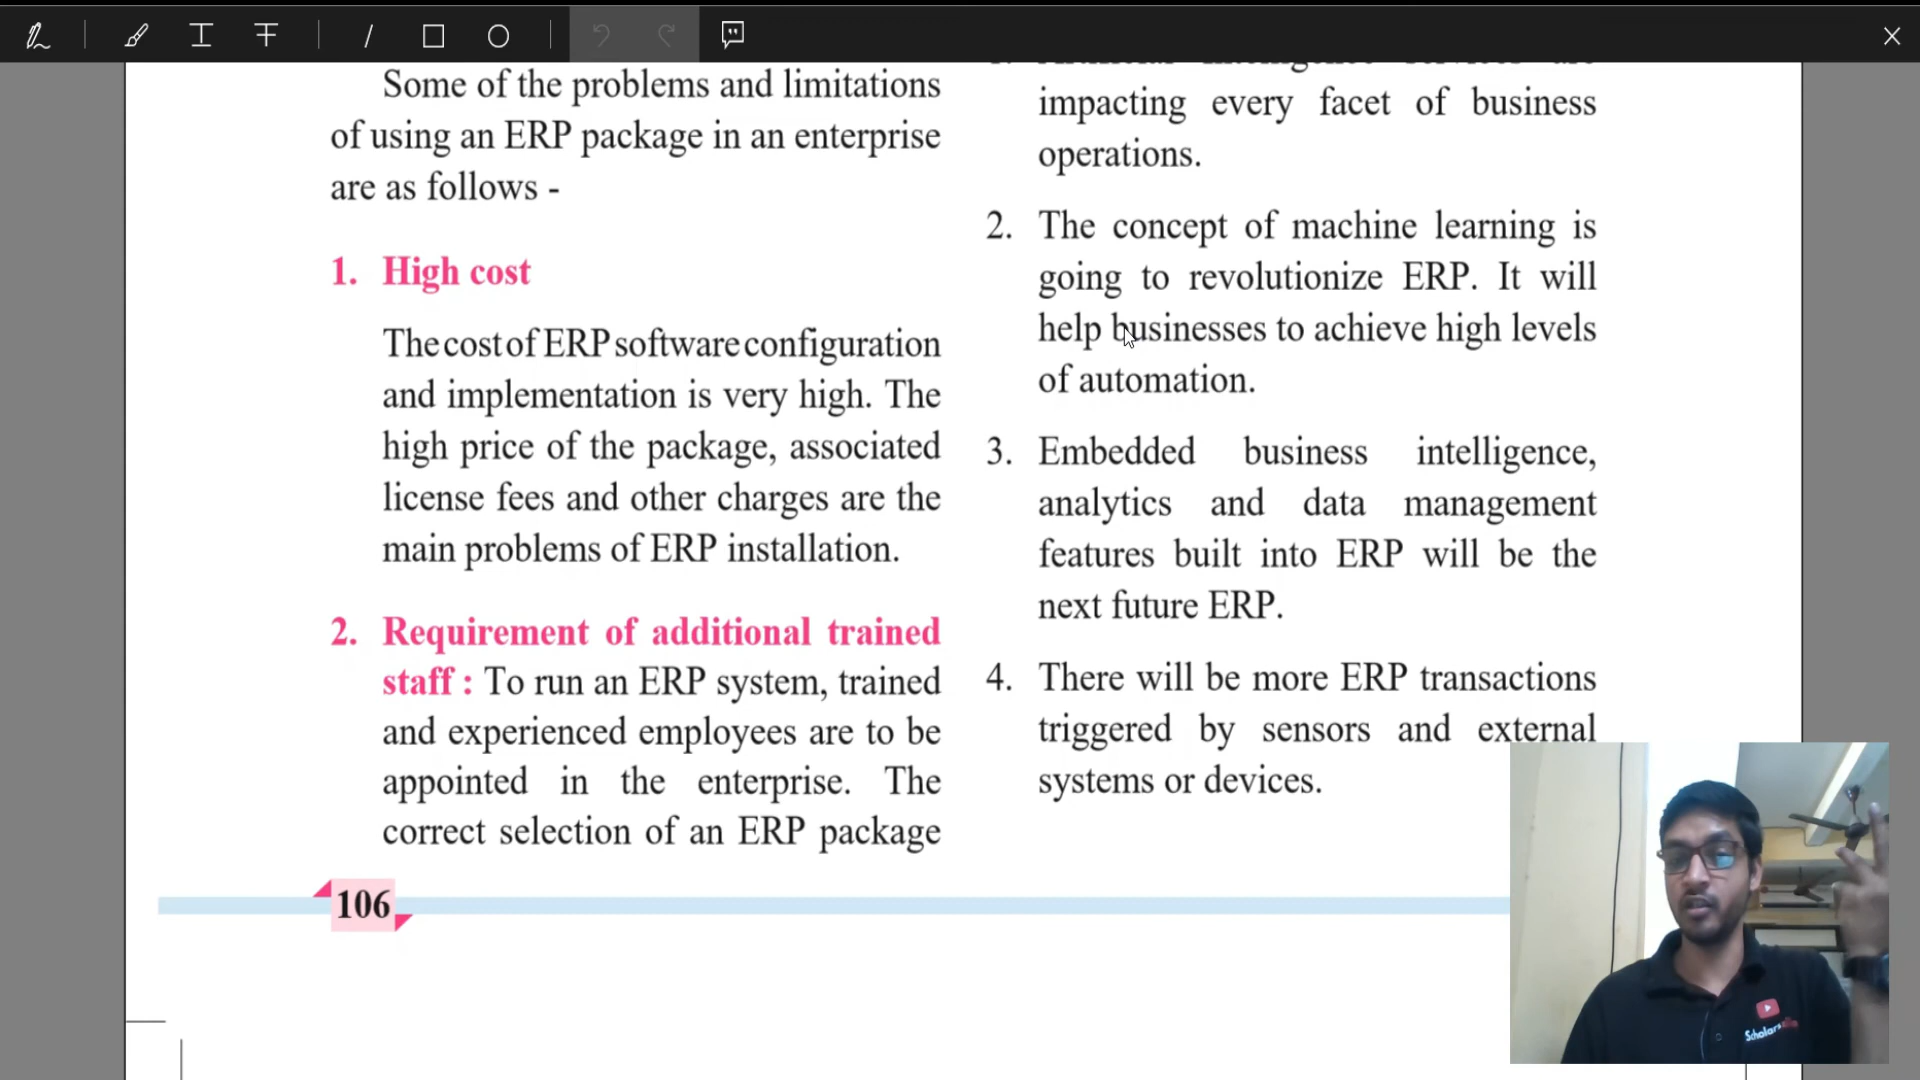 Some of the problems and limitations
of using an ERP package in an enterprise
are as follows -
1. High cost
The cost of ERP software configuration
and implementation is very high. The
high price of the package, associated
license fees and other charges are the
main problems of ERP installation.
2. Requirement of additional trained
staff : To run an ERP system, trained
and experienced employees are to be
appointed in the enterprise. The
correct selection of an ERP package
106
impacting every facet of business
operations.
2. The concept of machine learning is
going to revolutionize ERP. It will
help businesses to achieve high levels
of automation.
3. Embedded business intelligence,
analytics and data management
features built into ERP will be the
next future ERP.
4. There will be more ERP transactions
triggered by sensors and external
systems or devices.